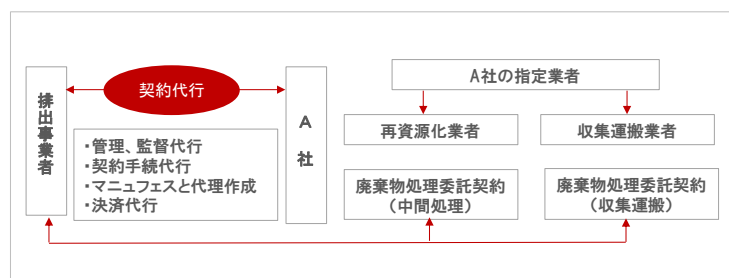 契約代行
排出事業者
A社
・管理、監督代行
・契約手続代行
・マニュフェスと代理作成
・決済代行
A社の指定業者
再資源化業者
収集運搬業者
廃棄物処理委託契約
（中間処理）
廃棄物処理委託契約
（収集運搬）